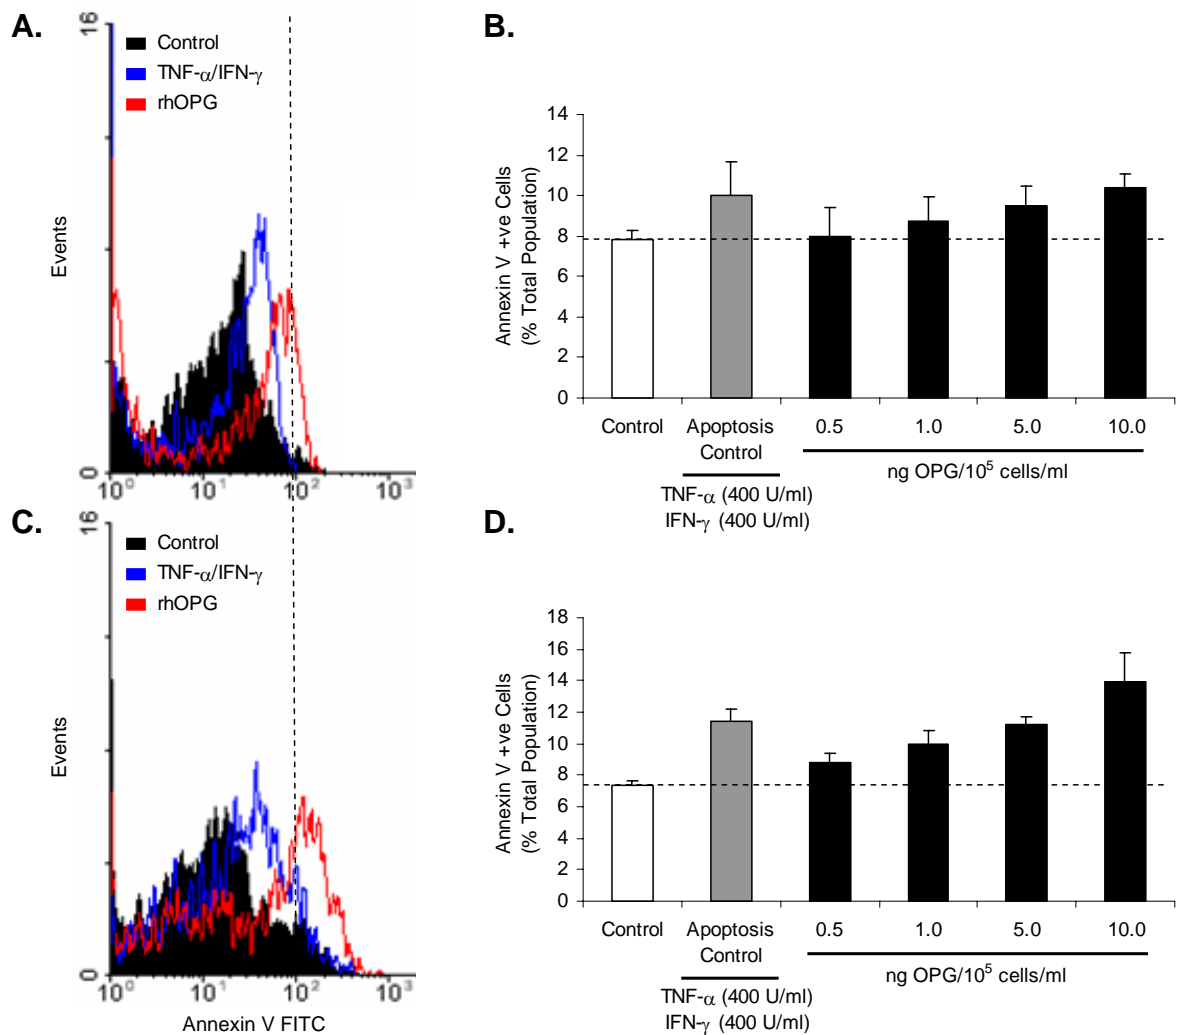 A.
16
Control
TNF-α/IFN-γ
rhOPG
Events
0
10⁰ 10¹ 10² 10³
B.
Annexin V +ve Cells
(% Total Population)
14
12
10
8
6
4
2
0
Control
Apoptosis
Control
0.5 1.0 5.0 10.0
ng OPG/10⁵ cells/ml
TNF-α (400 U/ml)
IFN-γ (400 U/ml)
C.
16
Control
TNF-α/IFN-γ
rhOPG
Events
0
10⁰ 10¹ 10² 10³
Annexin V FITC
D.
Annexin V +ve Cells
(% Total Population)
18
16
14
12
10
8
6
4
2
0
Control
Apoptosis
Control
0.5 1.0 5.0 10.0
ng OPG/10⁵ cells/ml
TNF-α (400 U/ml)
IFN-γ (400 U/ml)